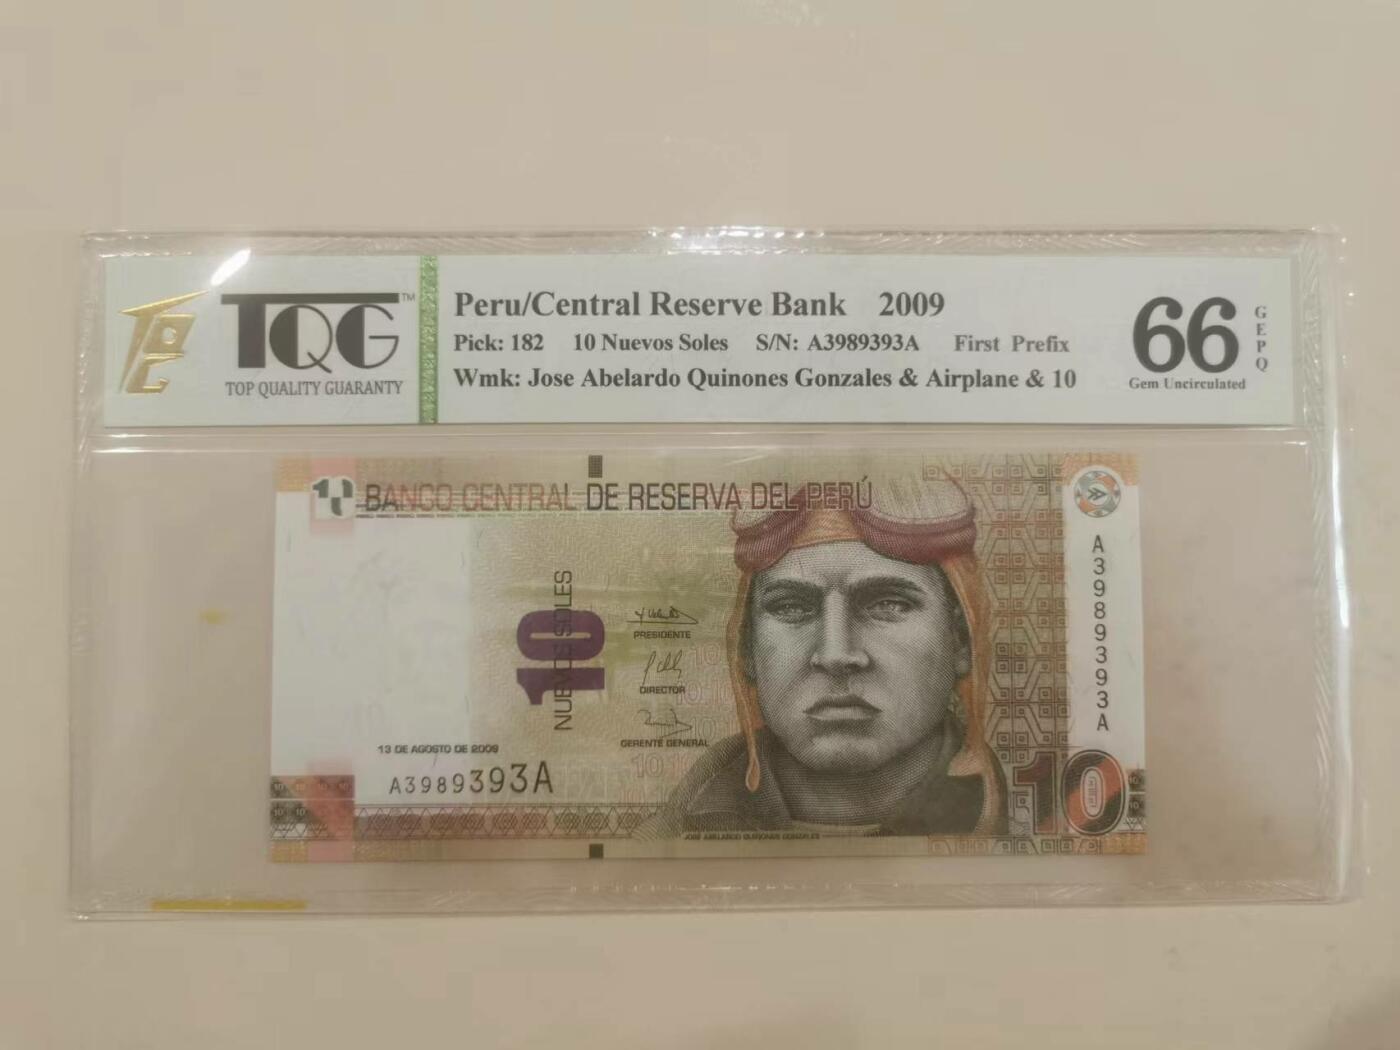 TQG™
TOP QUALITY GUARANTY
Peru/Central Reserve Bank 2009
Pick: 182 10 Nuevos Soles S/N: A3989393A First Prefix
Wmk: Jose Abelardo Quinones Gonzales & Airplane & 10
66
Gem Uncirculated
GEPQ
BANCO CENTRAL DE RESERVA DEL PERÚ
10
NUEVOS SOLES
PRESIDENTE
DIRECTOR
GERENTE GENERAL
13 DE AGOSTO DE 2009
A3989393A
A3989393A
10
JOSE ABELARDO QUIÑONES GONZALES